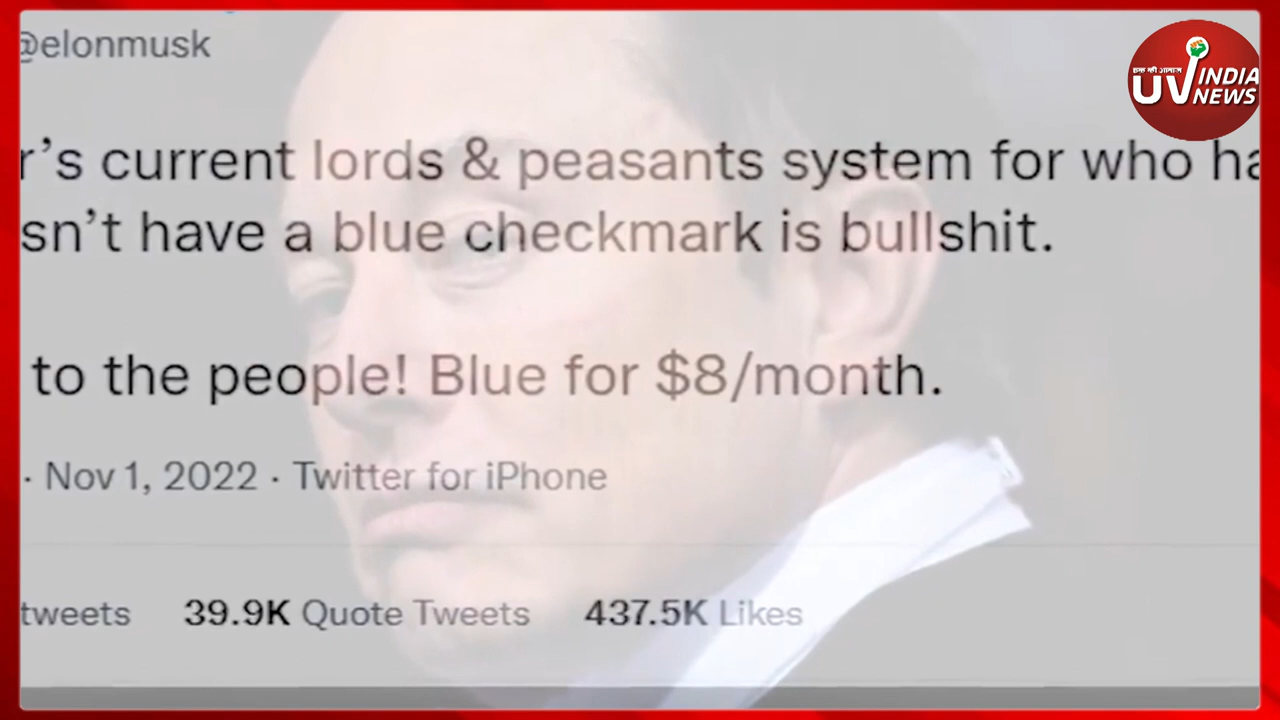 @elonmusk
हक की आवाज
UV INDIA
NEWS
r’s current lords & peasants system for who ha
sn’t have a blue checkmark is bullshit.
to the people! Blue for $8/month.
· Nov 1, 2022 · Twitter for iPhone
tweets 39.9K Quote Tweets 437.5K Likes